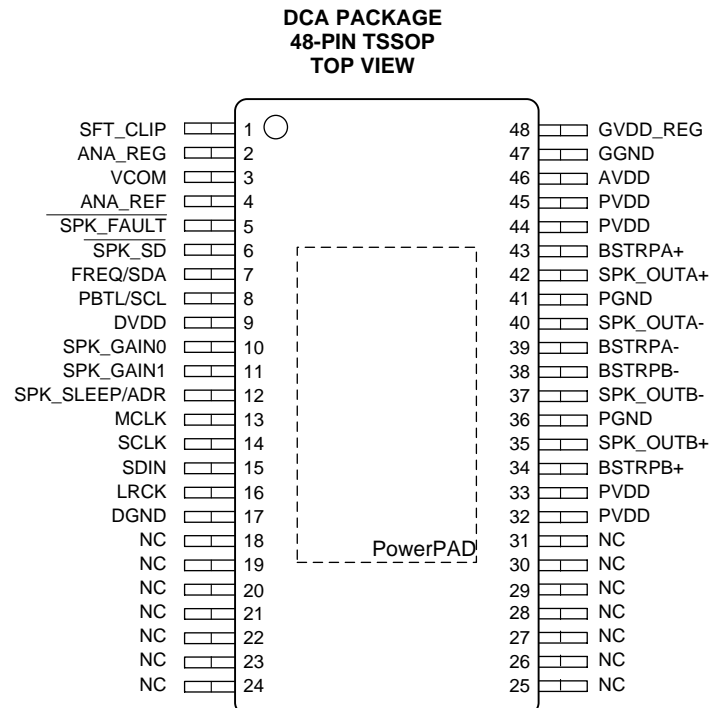 DCA PACKAGE
48-PIN TSSOP
TOP VIEW
SFT_CLIP 1 48 GVDD_REG
ANA_REG 2 47 GGND
VCOM 3 46 AVDD
ANA_REF 4 45 PVDD
SPK_FAULT 5 44 PVDD
SPK_SD 6 43 BSTRPA+
FREQ/SDA 7 42 SPK_OUTA+
PBTL/SCL 8 41 PGND
DVDD 9 40 SPK_OUTA-
SPK_GAIN0 10 39 BSTRPA-
SPK_GAIN1 11 38 BSTRPB-
SPK_SLEEP/ADR 12 37 SPK_OUTB-
MCLK 13 36 PGND
SCLK 14 35 SPK_OUTB+
SDIN 15 34 BSTRPB+
LRCK 16 33 PVDD
DGND 17 32 PVDD
NC 18 PowerPAD 31 NC
NC 19 30 NC
NC 20 29 NC
NC 21 28 NC
NC 22 27 NC
NC 23 26 NC
NC 24 25 NC